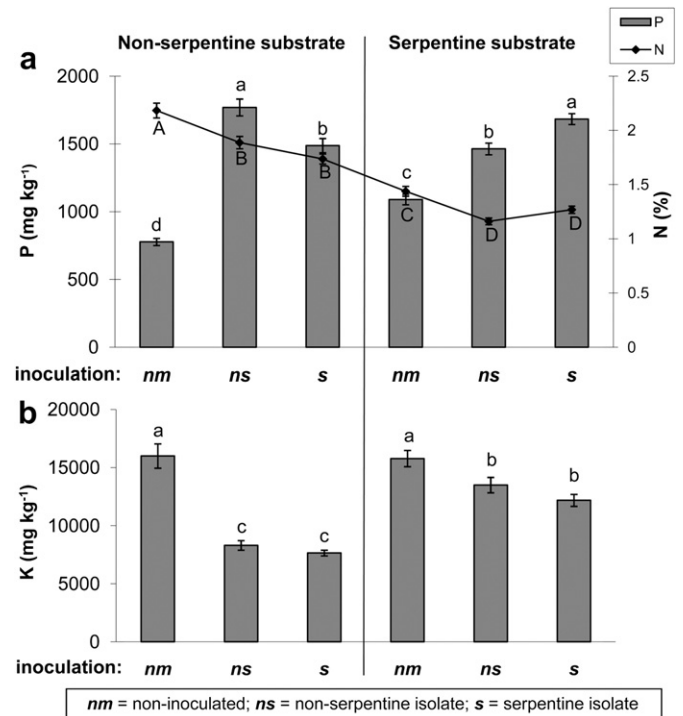 P
N
Non-serpentine substrate Serpentine substrate
a
2000 2.5
1500 2
1000 1.5
500 1
0 0.5
0
P (mg kg⁻¹)
N (%)
A
a
B
b
B
d
c
C
b
D
a
D
inoculation: nm ns s nm ns s
b
20000
15000
10000
5000
0
K (mg kg⁻¹)
a c c a b b
inoculation: nm ns s nm ns s
nm = non-inoculated; ns = non-serpentine isolate; s = serpentine isolate